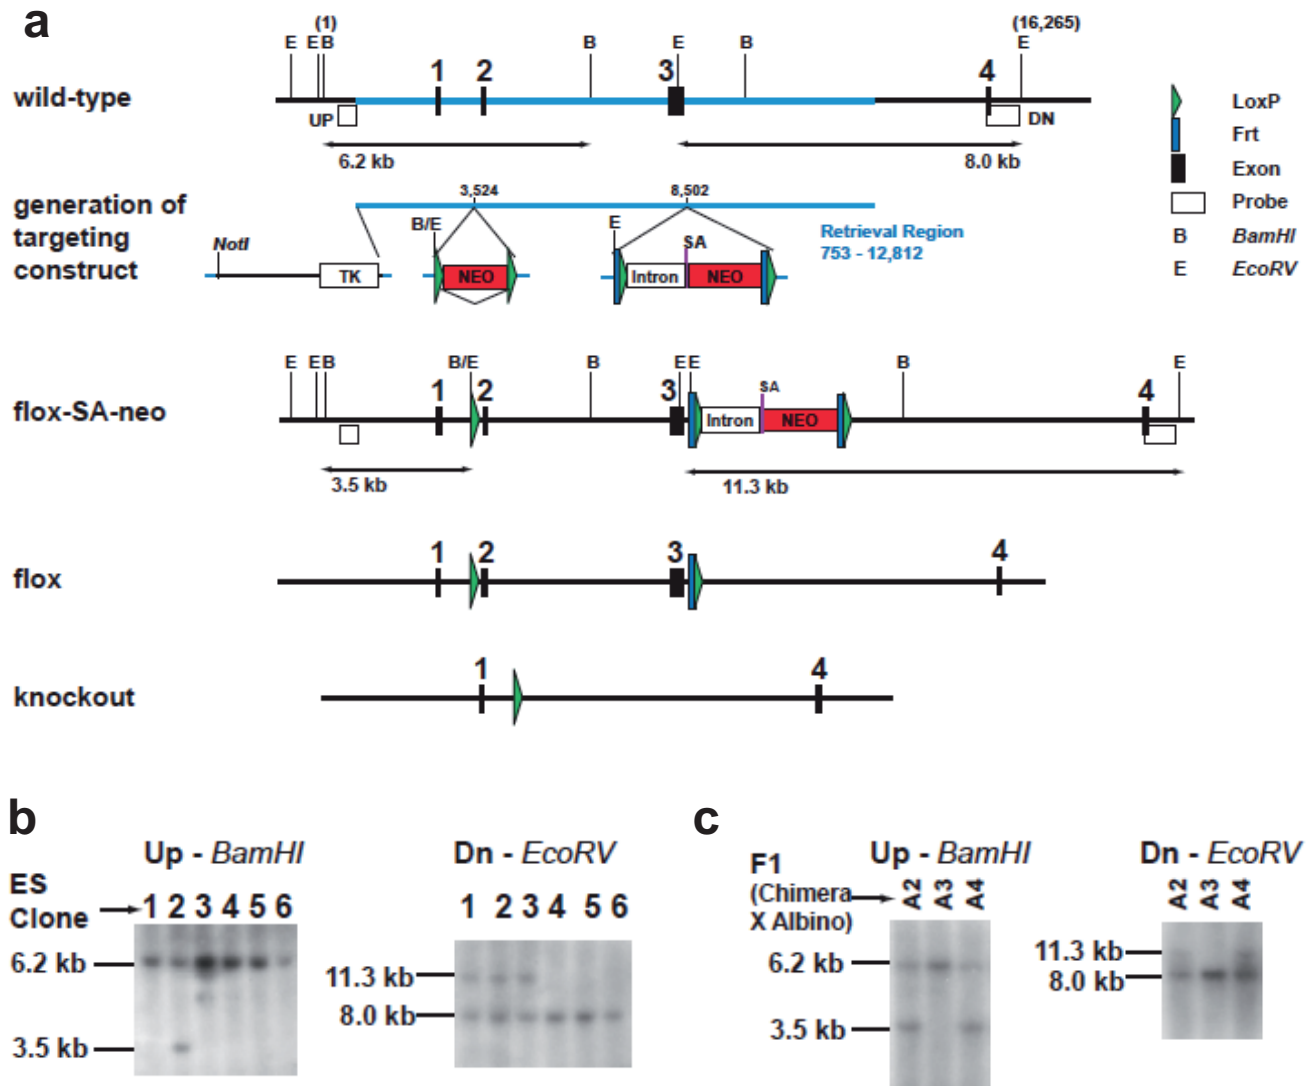 a
(1)
(16,265)
E E B B E B E
1 2 3 4
wild-type
UP
DN
6.2 kb
8.0 kb
LoxP
Frt
Exon
Probe
B BamHI
E EcoRV
generation of
targeting
construct
3,524
8,502
NotI
B/E
E
SA
TK
NEO
Intron
NEO
Retrieval Region
753 - 12,812
E E B B/E B E E B E
1 2 3 4
SA
flox-SA-neo
Intron
NEO
3.5 kb
11.3 kb
1 2 3 4
flox
1 4
knockout
b
Up - BamHI
Dn - EcoRV
ES
Clone
1 2 3 4 5 6
1 2 3 4 5 6
6.2 kb
3.5 kb
11.3 kb
8.0 kb
c
Up - BamHI
Dn - EcoRV
F1
(Chimera
X Albino)
A2 A3 A4
A2 A3 A4
6.2 kb
3.5 kb
11.3 kb
8.0 kb